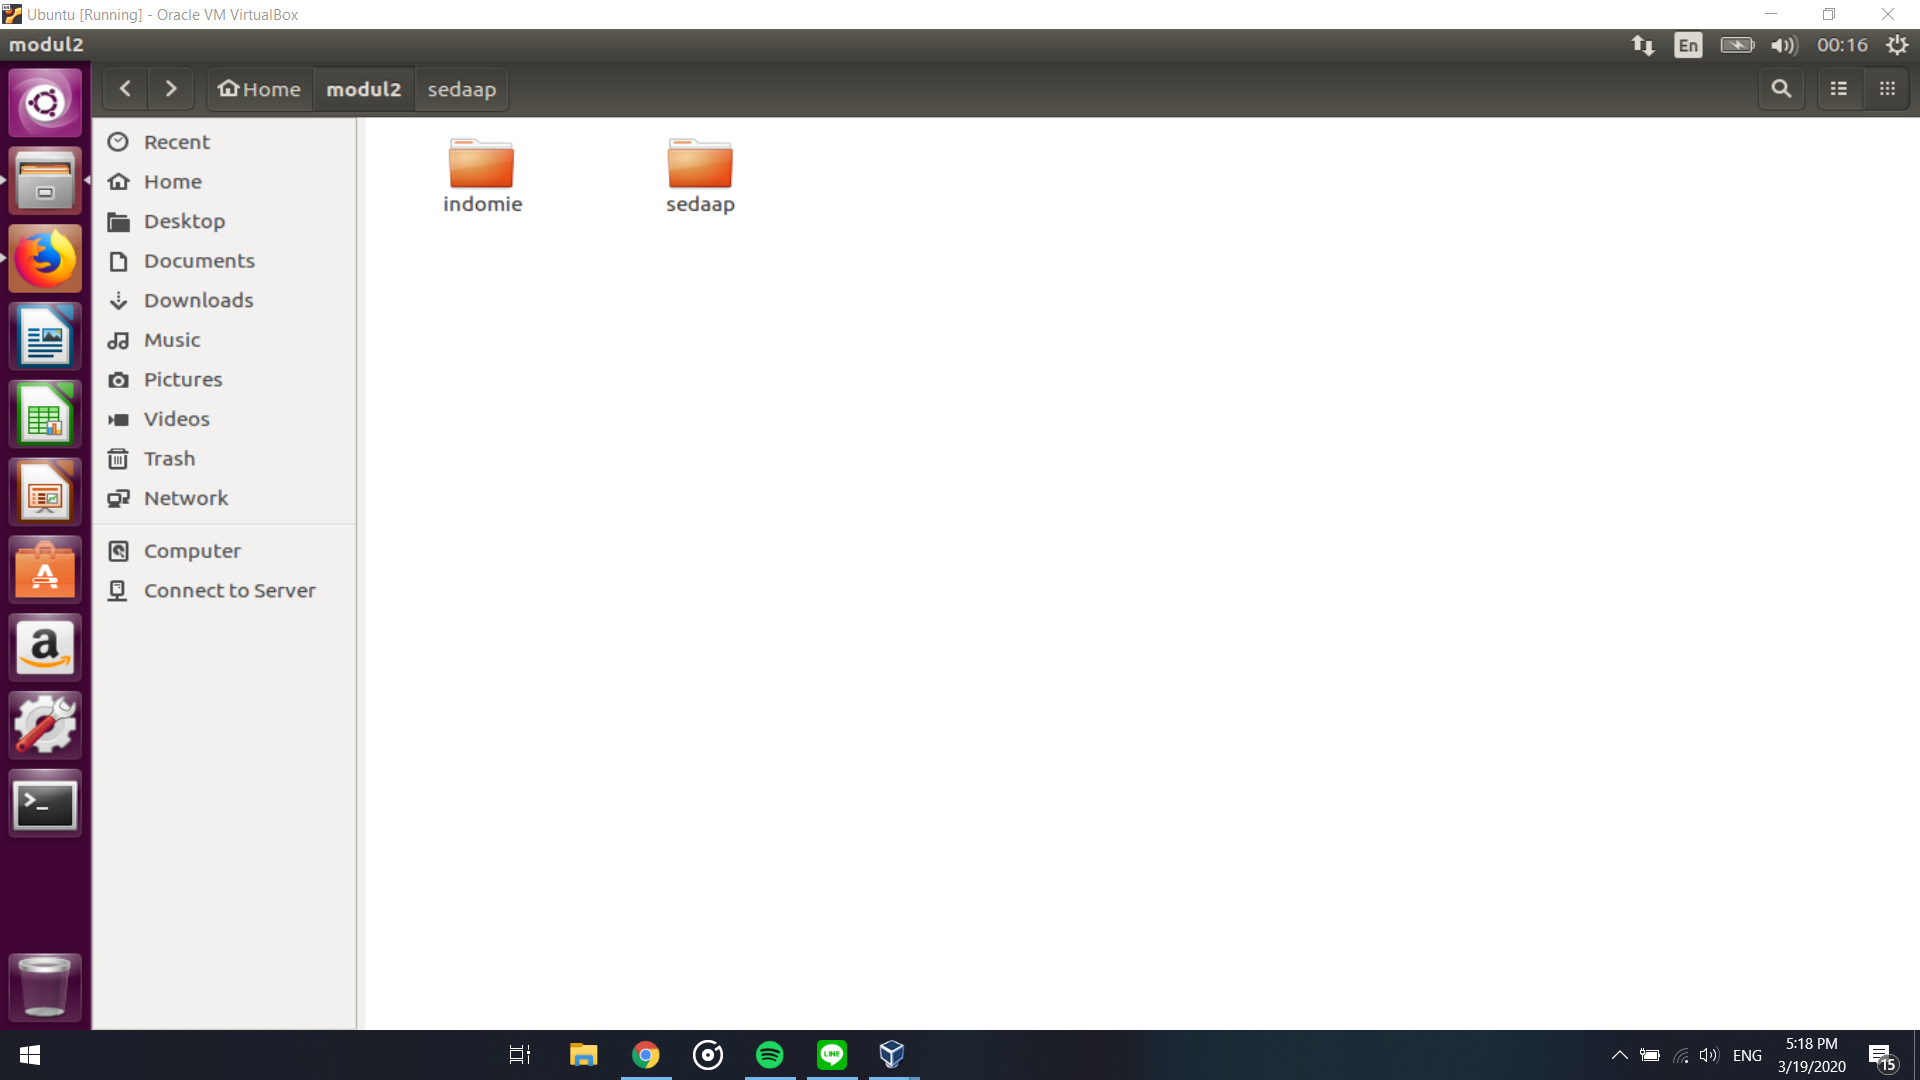 Ubuntu [Running] - Oracle VM VirtualBox
modul2
En
00:16
Home
modul2
sedaap
Recent
Home
Desktop
Documents
Downloads
Music
Pictures
Videos
Trash
Network
Computer
Connect to Server
indomie
sedaap
LINE
ENG
5:18 PM
3/19/2020
15